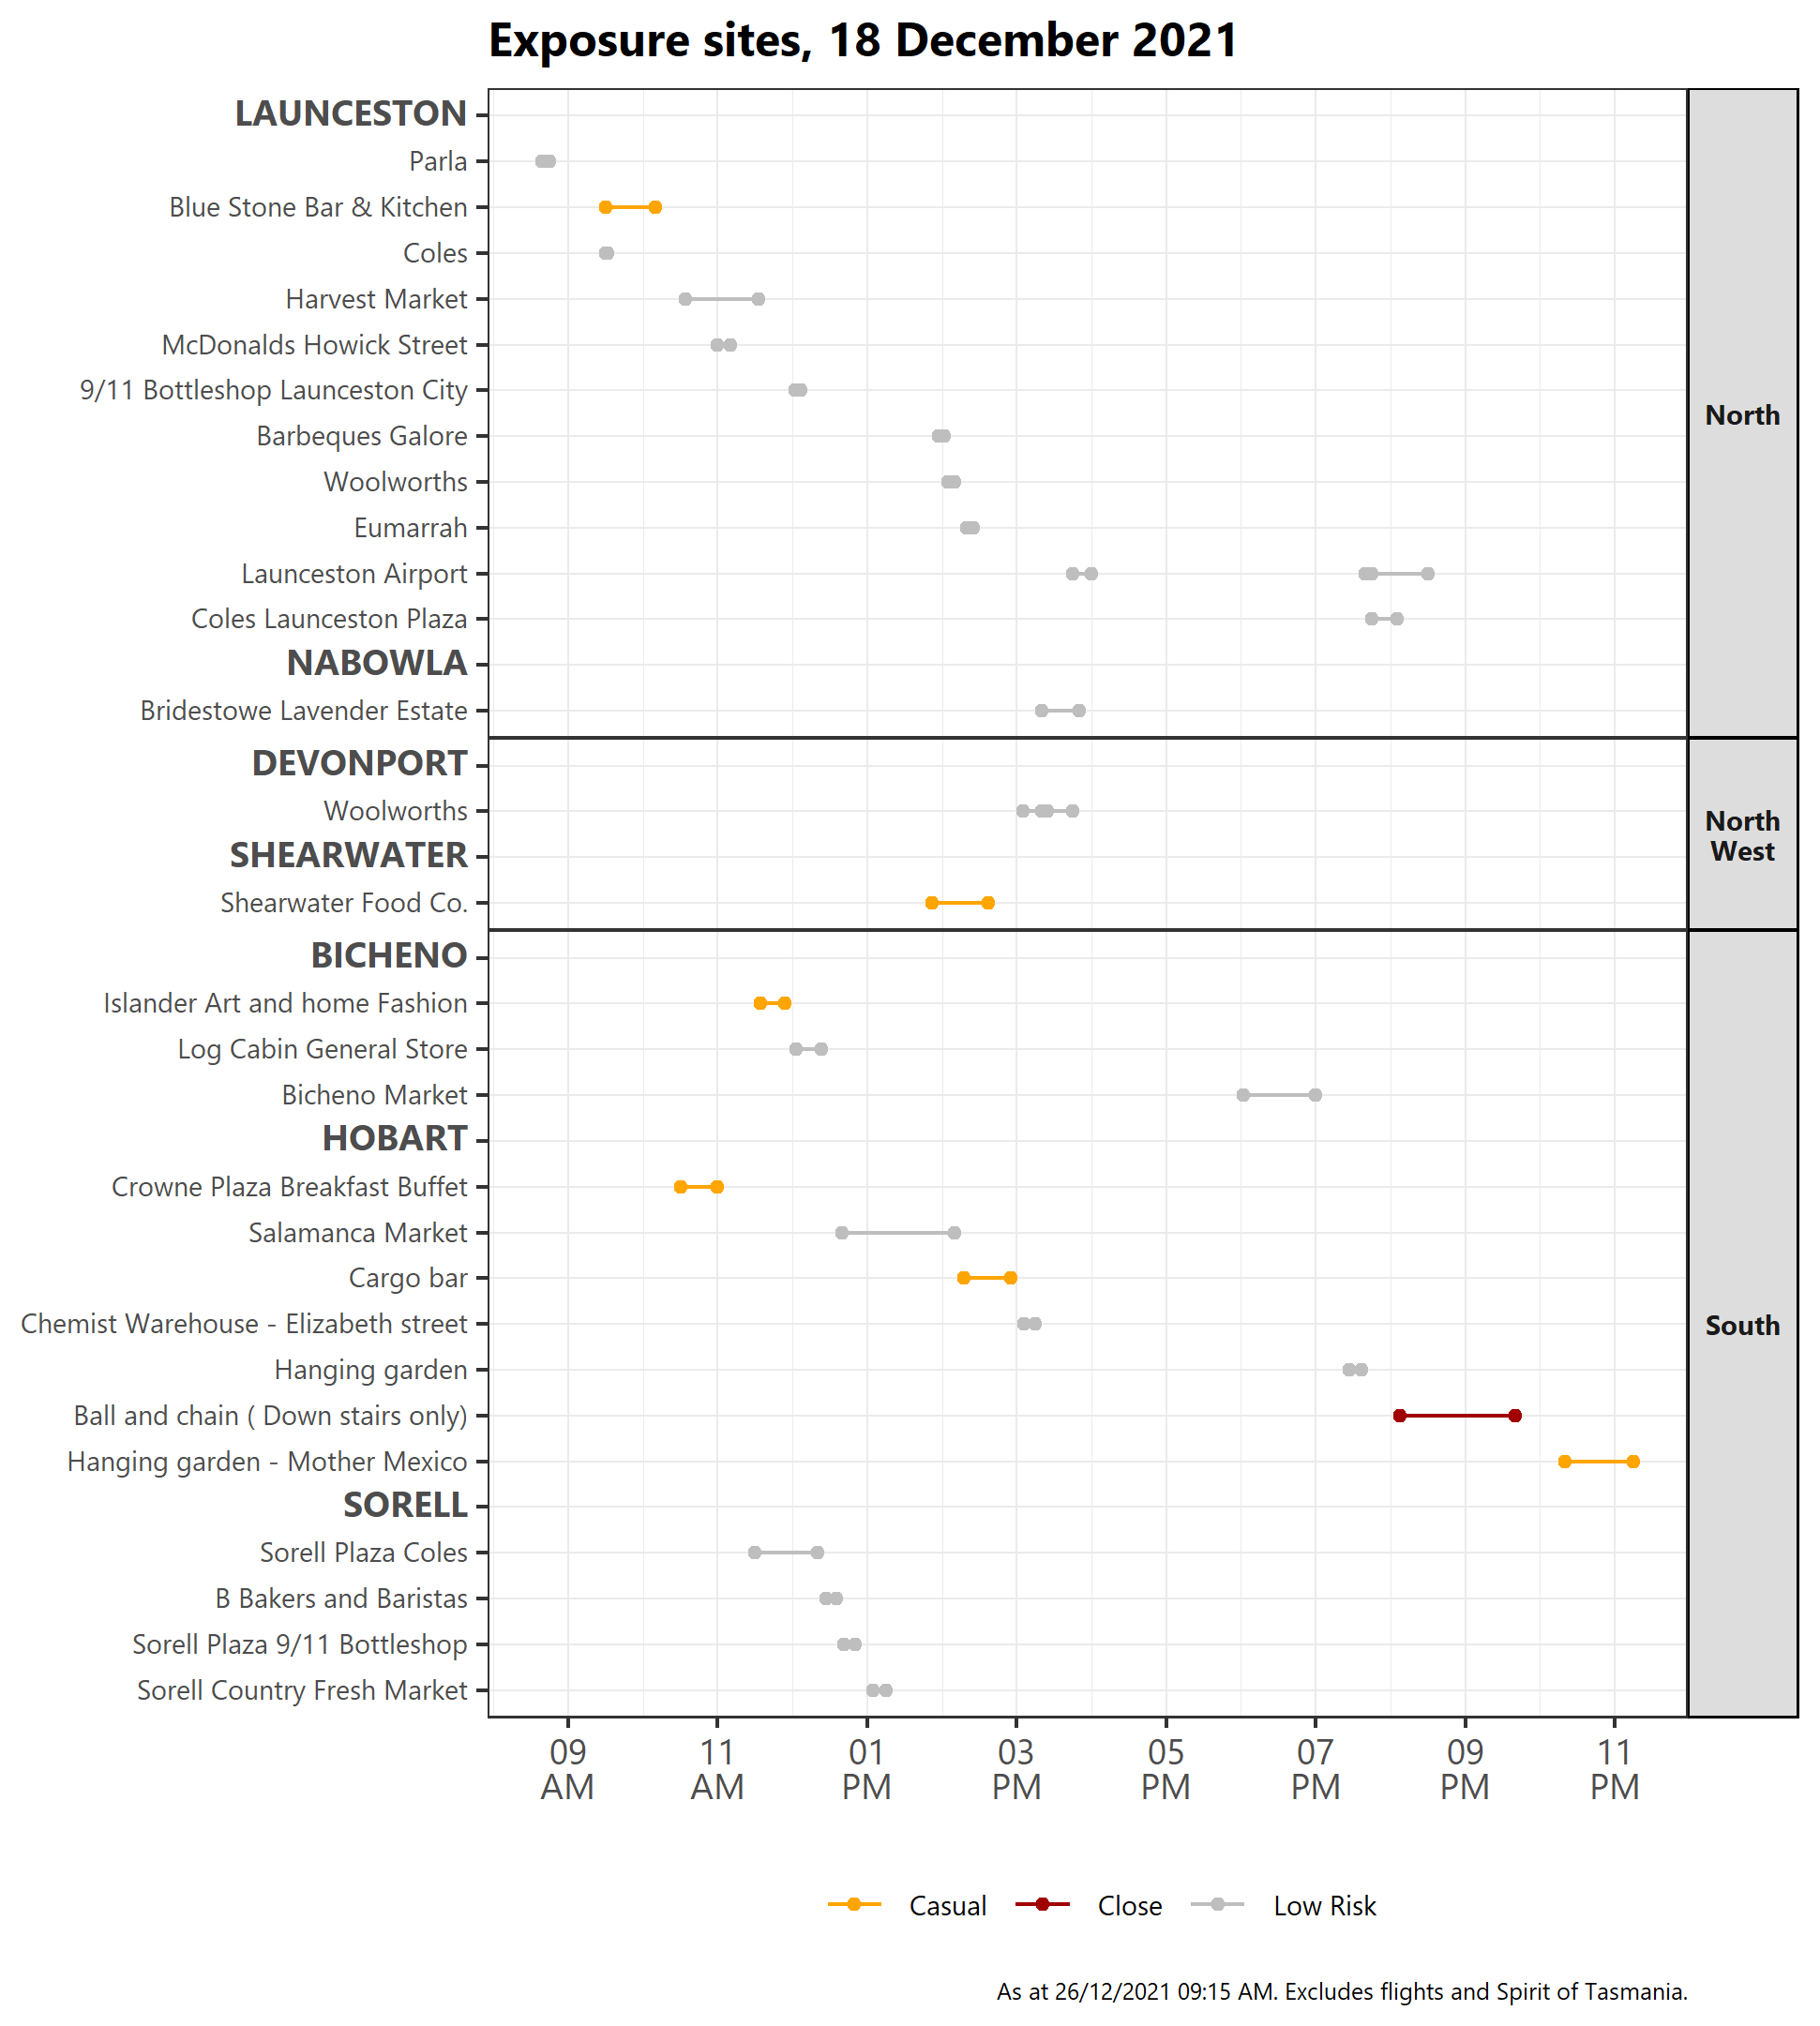 Exposure sites, 18 December 2021
LAUNCESTON
Parla
Blue Stone Bar & Kitchen
Coles
Harvest Market
McDonalds Howick Street
9/11 Bottleshop Launceston City
Barbeques Galore
Woolworths
Eumarrah
Launceston Airport
Coles Launceston Plaza
NABOWLA
Bridestowe Lavender Estate
North
DEVONPORT
Woolworths
SHEARWATER
Shearwater Food Co.
North
West
BICHENO
Islander Art and home Fashion
Log Cabin General Store
Bicheno Market
HOBART
Crowne Plaza Breakfast Buffet
Salamanca Market
Cargo bar
Chemist Warehouse - Elizabeth street
Hanging garden
Ball and chain ( Down stairs only)
Hanging garden - Mother Mexico
SORELL
Sorell Plaza Coles
B Bakers and Baristas
Sorell Plaza 9/11 Bottleshop
Sorell Country Fresh Market
South
09 11 01 03 05 07 09 11
AM AM PM PM PM PM PM PM
Casual Close Low Risk
As at 26/12/2021 09:15 AM. Excludes flights and Spirit of Tasmania.